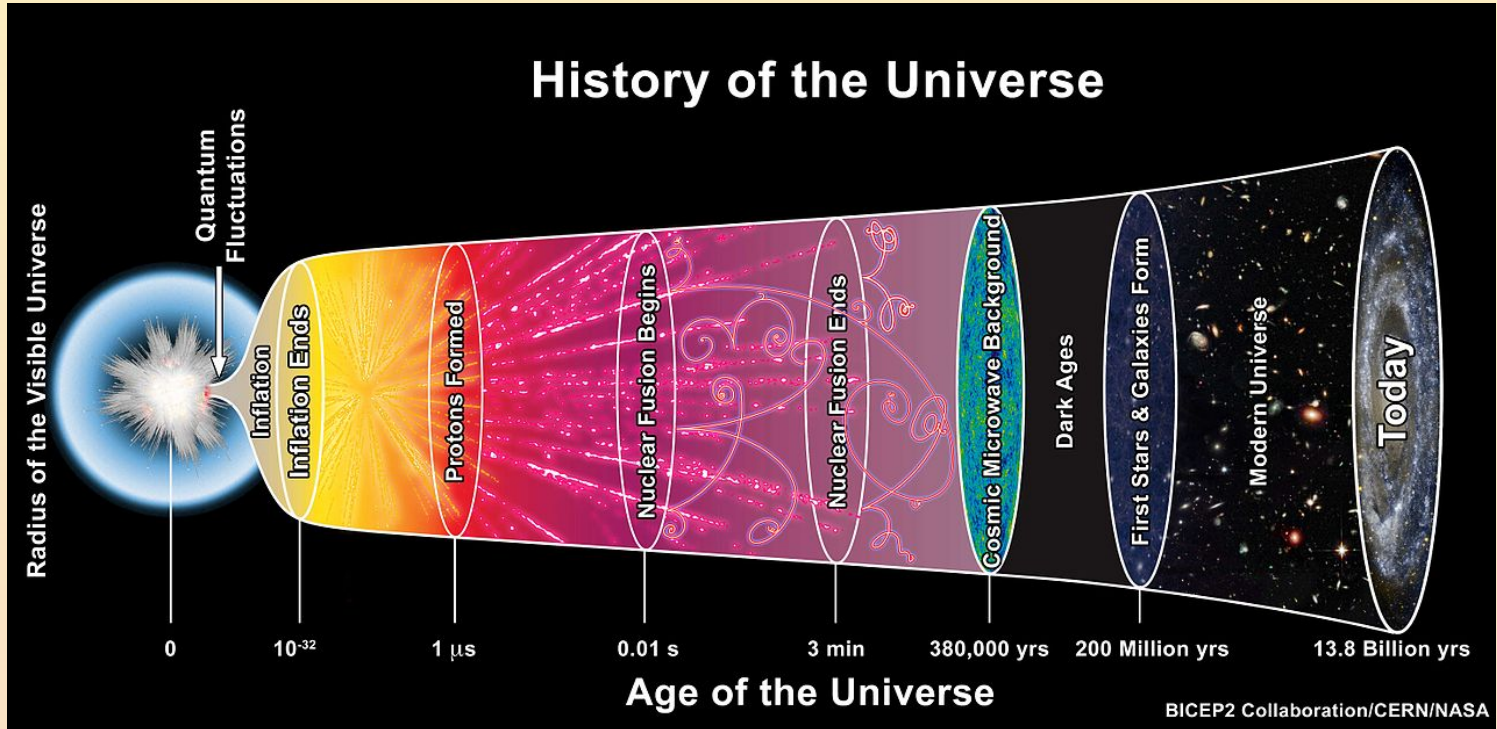 History of the Universe
Radius of the Visible Universe
Quantum
Fluctuations
Inflation
Inflation Ends
Protons Formed
Nuclear Fusion Begins
Nuclear Fusion Ends
Cosmic Microwave Background
Dark Ages
First Stars & Galaxies Form
Modern Universe
Today
0
10⁻³²
1 μs
0.01 s
3 min
380,000 yrs
200 Million yrs
13.8 Billion yrs
Age of the Universe
BICEP2 Collaboration/CERN/NASA